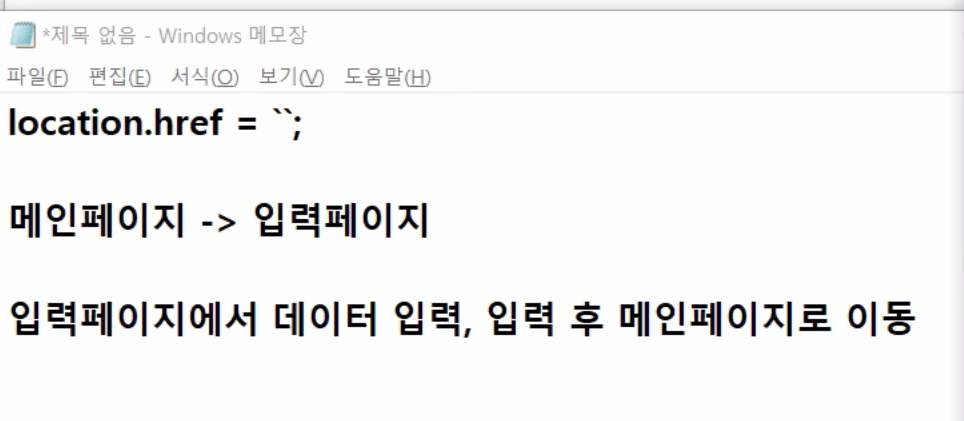 *제목 없음 - Windows 메모장
파일(F) 편집(E) 서식(O) 보기(V) 도움말(H)
location.href = ``;
메인페이지 -> 입력페이지
입력페이지에서 데이터 입력, 입력 후 메인페이지로 이동